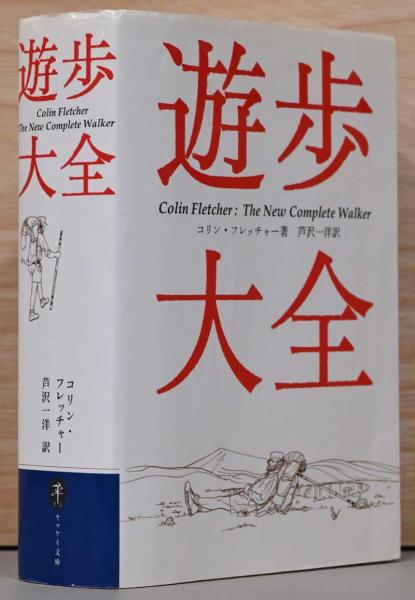 遊歩
Colin Fletcher
The New Complete Walker
大全
コリン・
フレッチャー
芦沢一洋 訳
ヤマケイ文庫
遊歩
Colin Fletcher: The New Complete Walker
コリン・フレッチャー著 芦沢一洋訳
大全